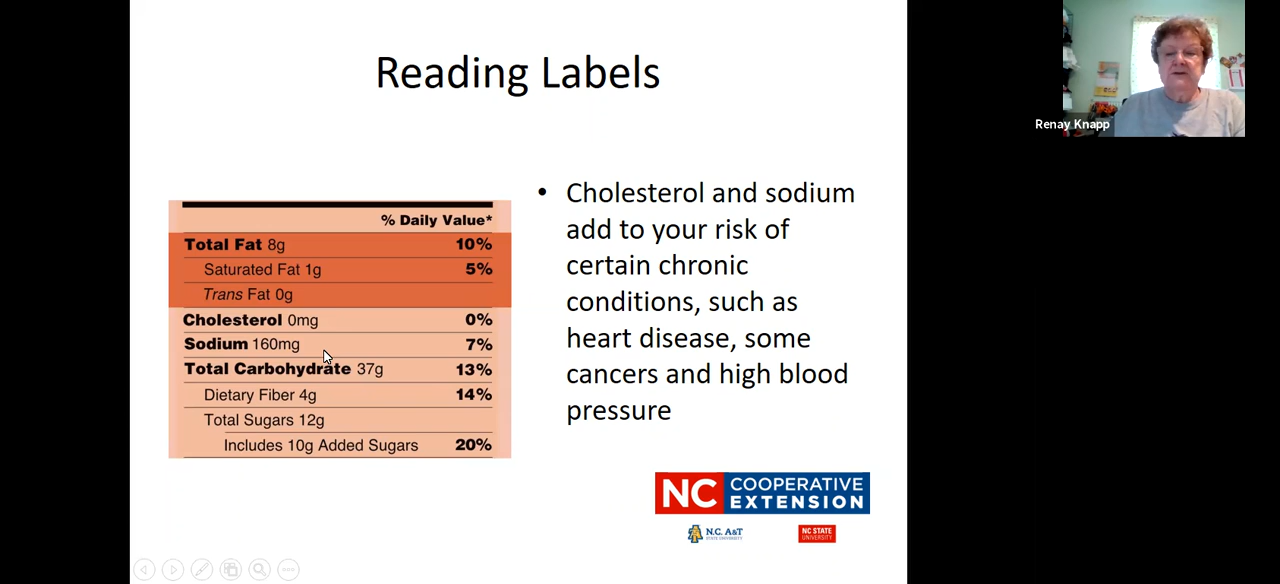 Reading Labels
% Daily Value*
Total Fat 8g 10%
Saturated Fat 1g 5%
Trans Fat 0g
Cholesterol 0mg 0%
Sodium 160mg 7%
Total Carbohydrate 37g 13%
Dietary Fiber 4g 14%
Total Sugars 12g
Includes 10g Added Sugars 20%
• Cholesterol and sodium
add to your risk of
certain chronic
conditions, such as
heart disease, some
cancers and high blood
pressure
NC COOPERATIVE
EXTENSION
N.C. A&T
STATE UNIVERSITY
NC STATE
UNIVERSITY
Renay Knapp